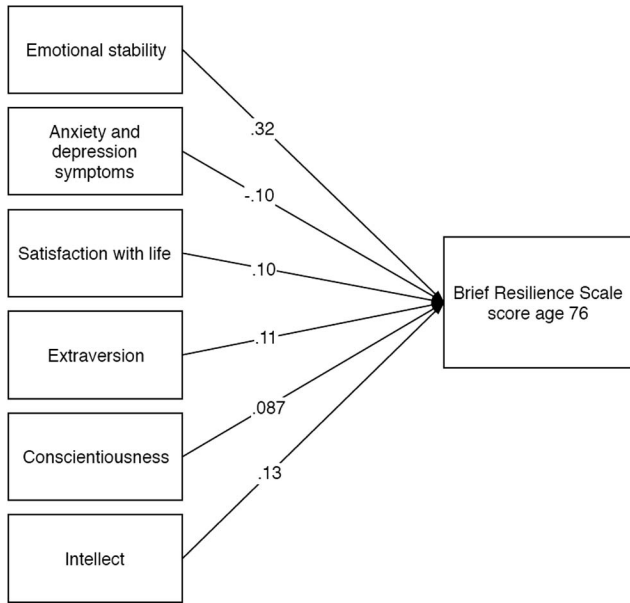 Emotional stability
.32
Anxiety and
depression
symptoms
-.10
Satisfaction with life
.10
Brief Resilience Scale
score age 76
Extraversion
.11
Conscientiousness
.087
.13
Intellect